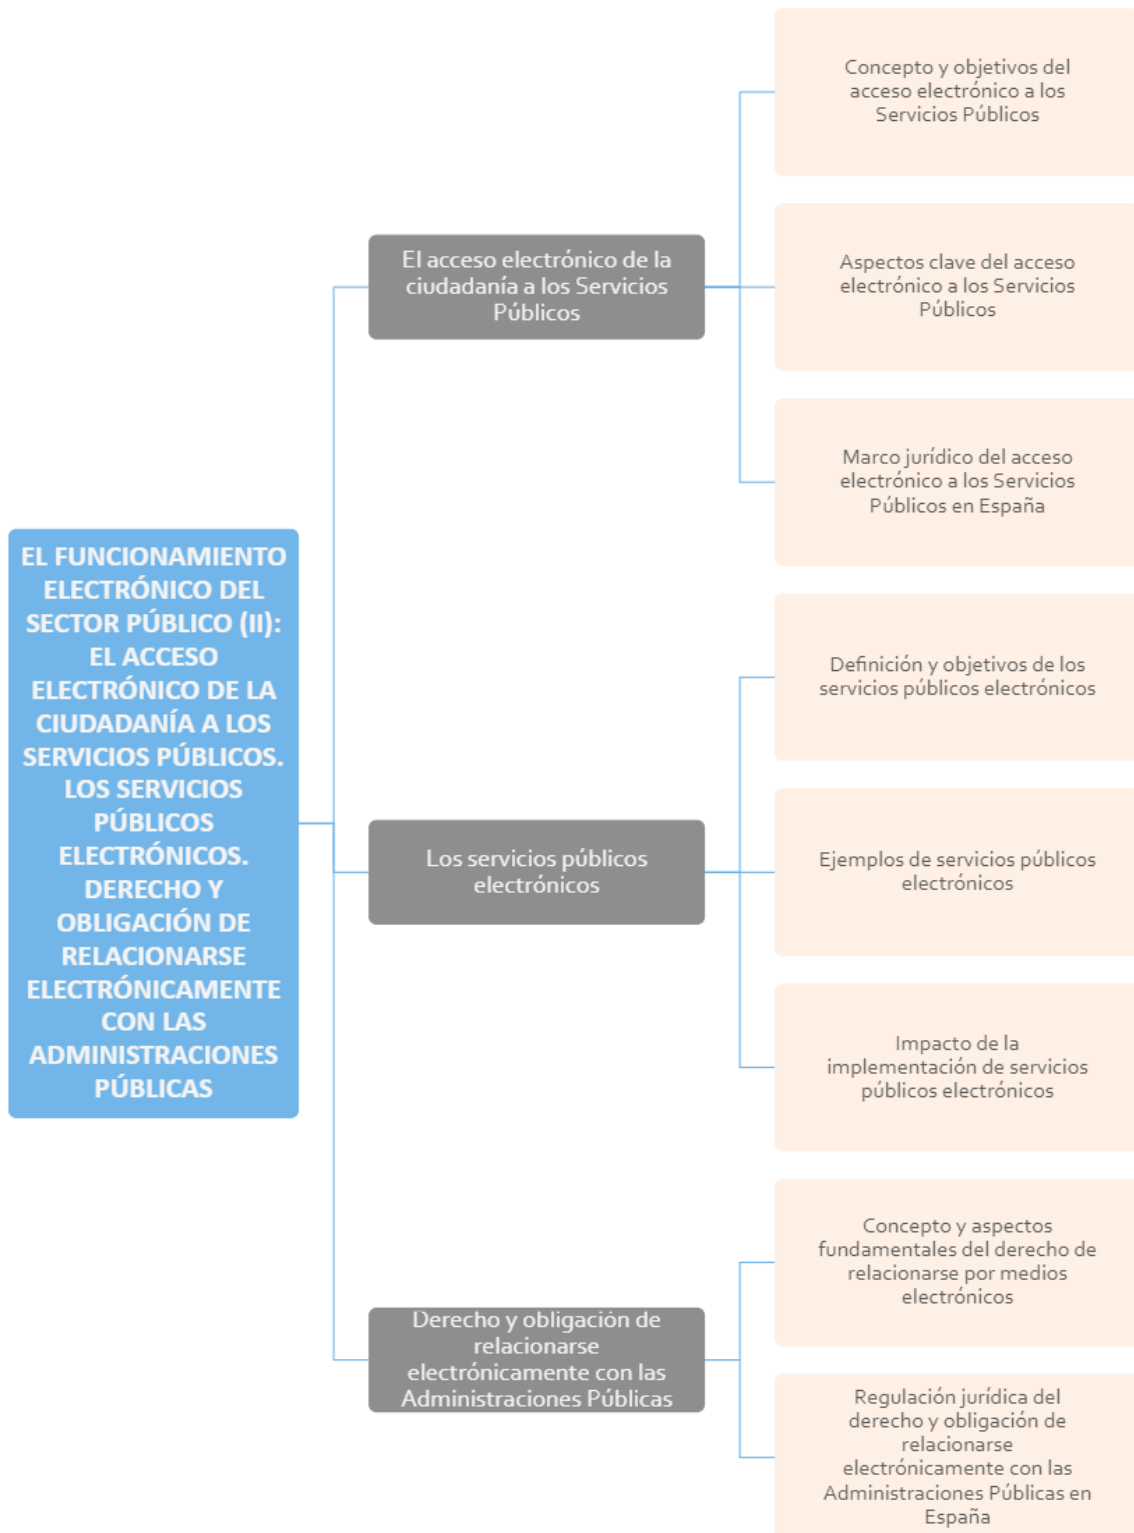 EL FUNCIONAMIENTO
ELECTRÓNICO DEL
SECTOR PÚBLICO (II):
EL ACCESO
ELECTRÓNICO DE LA
CIUDADANÍA A LOS
SERVICIOS PÚBLICOS.
LOS SERVICIOS
PÚBLICOS
ELECTRÓNICOS.
DERECHO Y
OBLIGACIÓN DE
RELACIONARSE
ELECTRÓNICAMENTE
CON LAS
ADMINISTRACIONES
PÚBLICAS
El acceso electrónico de la
ciudadanía a los Servicios
Públicos
Concepto y objetivos del
acceso electrónico a los
Servicios Públicos
Aspectos clave del acceso
electrónico a los Servicios
Públicos
Marco jurídico del acceso
electrónico a los Servicios
Públicos en España
Los servicios públicos
electrónicos
Definición y objetivos de los
servicios públicos electrónicos
Ejemplos de servicios públicos
electrónicos
Impacto de la
implementación de servicios
públicos electrónicos
Derecho y obligación de
relacionarse
electrónicamente con las
Administraciones Públicas
Concepto y aspectos
fundamentales del derecho de
relacionarse por medios
electrónicos
Regulación jurídica del
derecho y obligación de
relacionarse
electrónicamente con las
Administraciones Públicas en
España